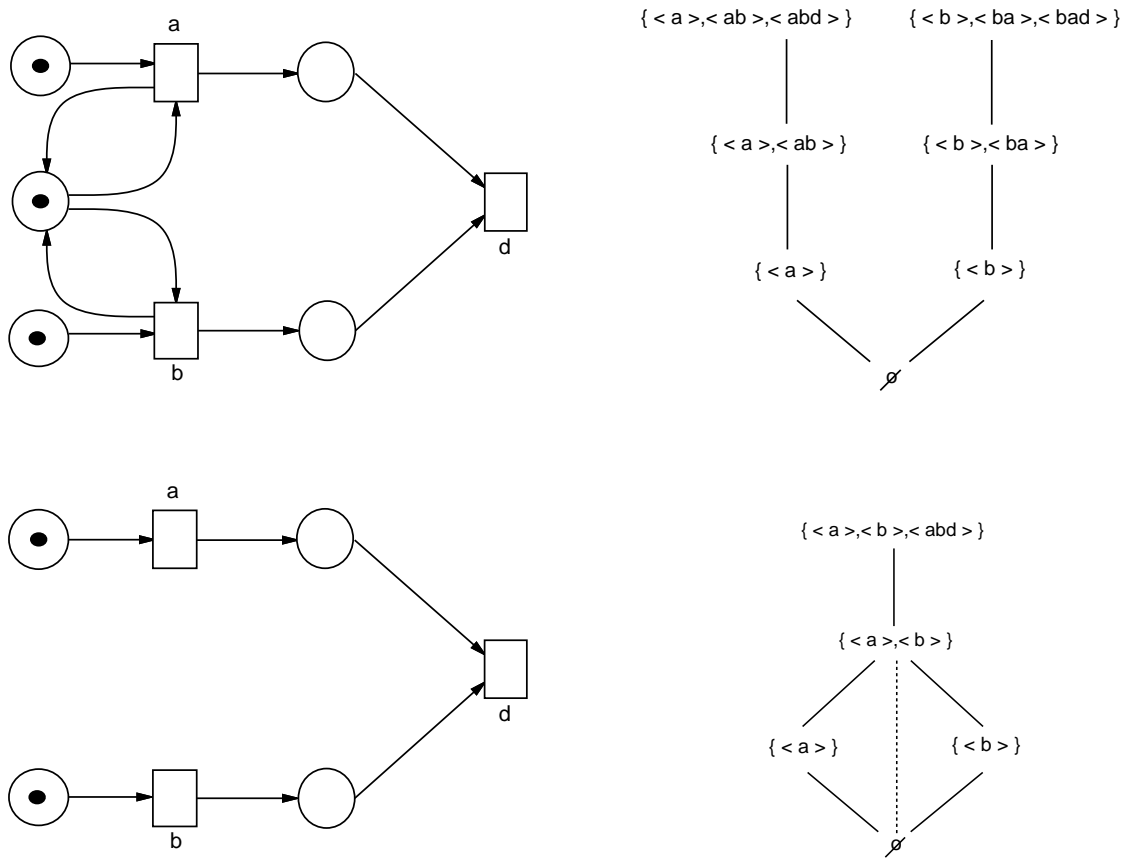 a
{ < a >,< ab >,< abd > }
{ < b >,< ba >,< bad > }
{ < a >,< ab > }
{ < b >,< ba > }
d
{ < a > }
{ < b > }
b
ø
a
{ < a >,< b >,< abd > }
{ < a >,< b > }
d
{ < a > }
{ < b > }
b
ø